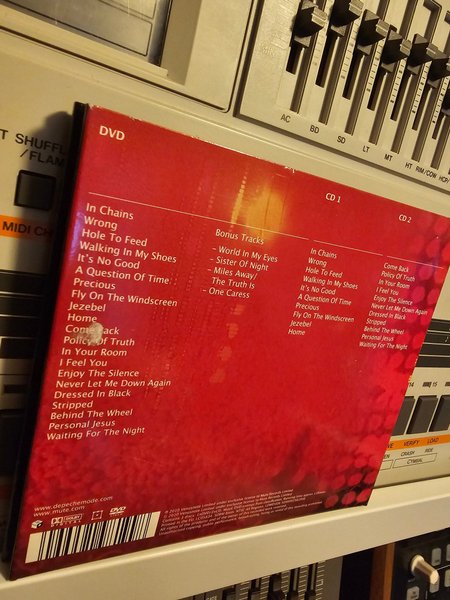 AC BD SD LT MT HT RIM/COW HCP/
T SHUFFL
/FLAM
MIDI CH
DVD
In Chains
Wrong
Hole To Feed
Walking In My Shoes
It's No Good
A Question Of Time
Precious
Fly On The Windscreen
Jezebel
Home
Come Back
Policy Of Truth
In Your Room
I Feel You
Enjoy The Silence
Never Let Me Down Again
Dressed In Black
Stripped
Behind The Wheel
Personal Jesus
Waiting For The Night
Bonus Tracks
– World In My Eyes
– Sister Of Night
– Miles Away/
The Truth Is
– One Caress
CD 1
In Chains
Wrong
Hole To Feed
Walking In My Shoes
It's No Good
A Question Of Time
Precious
Fly On The Windscreen
Jezebel
Home
CD 2
Come Back
Policy Of Truth
In Your Room
I Feel You
Enjoy The Silence
Never Let Me Down Again
Dressed In Black
Stripped
Behind The Wheel
Personal Jesus
Waiting For The Night
www.depechemode.com
www.mute.com
DVD
14 15
VERIFY LOAD
CRASH RIDE
CYMBAL